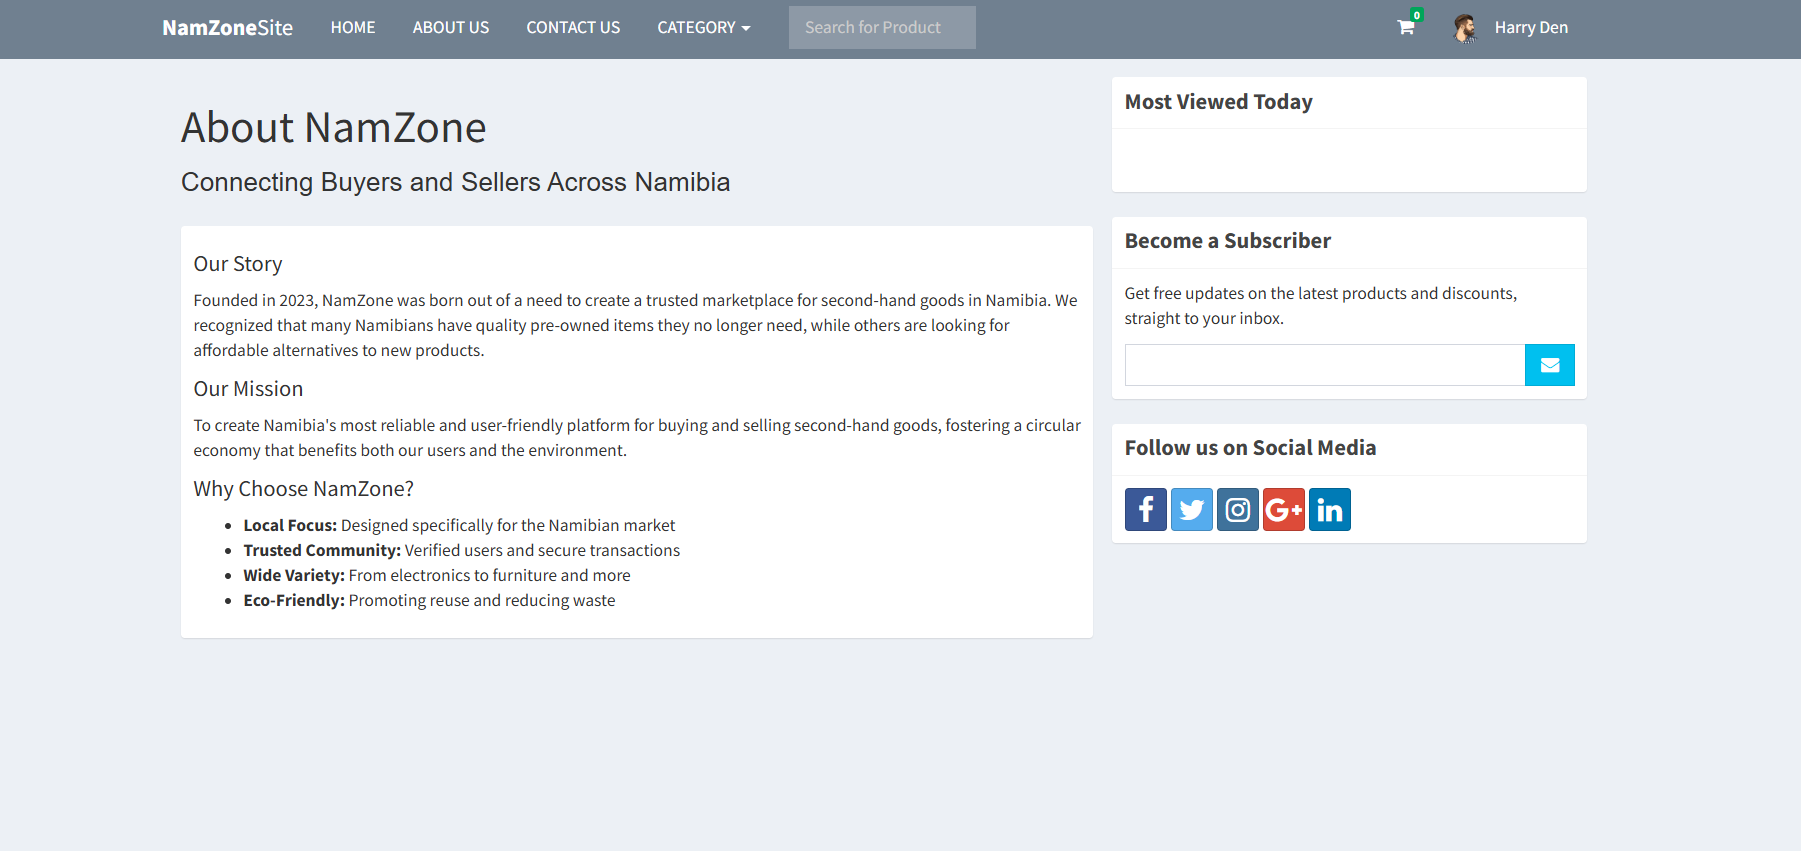 NamZoneSite HOME ABOUT US CONTACT US CATEGORY Search for Product 0 Harry Den
About NamZone
Connecting Buyers and Sellers Across Namibia
Our Story
Founded in 2023, NamZone was born out of a need to create a trusted marketplace for second-hand goods in Namibia. We
recognized that many Namibians have quality pre-owned items they no longer need, while others are looking for
affordable alternatives to new products.
Our Mission
To create Namibia's most reliable and user-friendly platform for buying and selling second-hand goods, fostering a circular
economy that benefits both our users and the environment.
Why Choose NamZone?
• Local Focus: Designed specifically for the Namibian market
• Trusted Community: Verified users and secure transactions
• Wide Variety: From electronics to furniture and more
• Eco-Friendly: Promoting reuse and reducing waste
Most Viewed Today
Become a Subscriber
Get free updates on the latest products and discounts,
straight to your inbox.
Follow us on Social Media